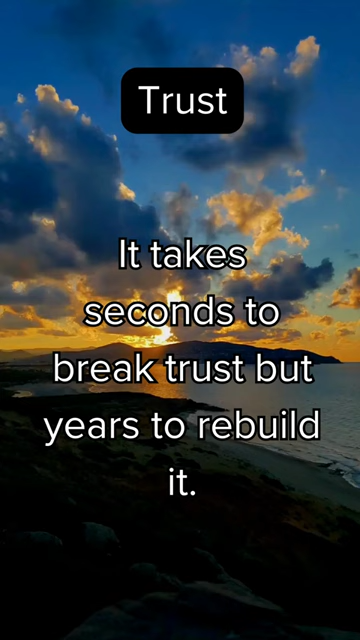 Trust
It takes
seconds to
break trust but
years to rebuild
it.